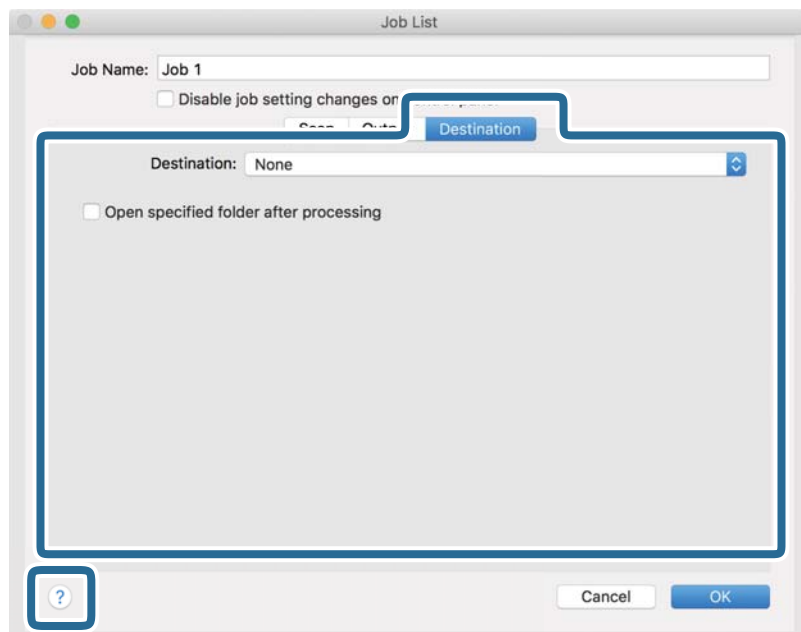 Job List
Job Name: Job 1
Disable job setting changes on
Destination
Destination: None
Open specified folder after processing
?
Cancel OK